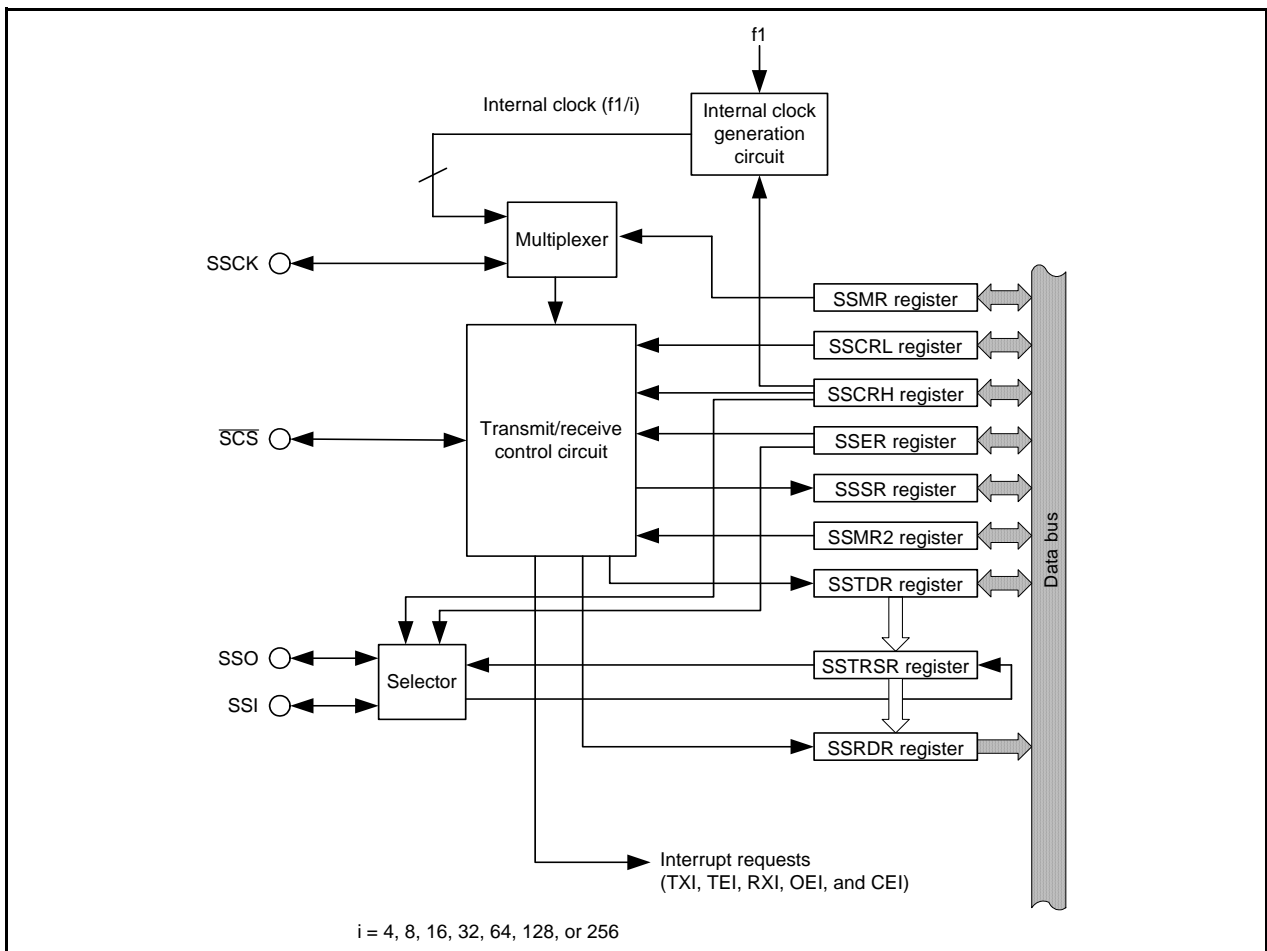 f1
Internal clock (f1/i)
Internal clock
generation
circuit
Multiplexer
SSCK
SSMR register
SSCRL register
SSCRH register
SCS
Transmit/receive
control circuit
SSER register
SSSR register
SSMR2 register
Data bus
SSTDR register
SSO
SSTRSR register
Selector
SSI
SSRDR register
Interrupt requests
(TXI, TEI, RXI, OEI, and CEI)
i = 4, 8, 16, 32, 64, 128, or 256